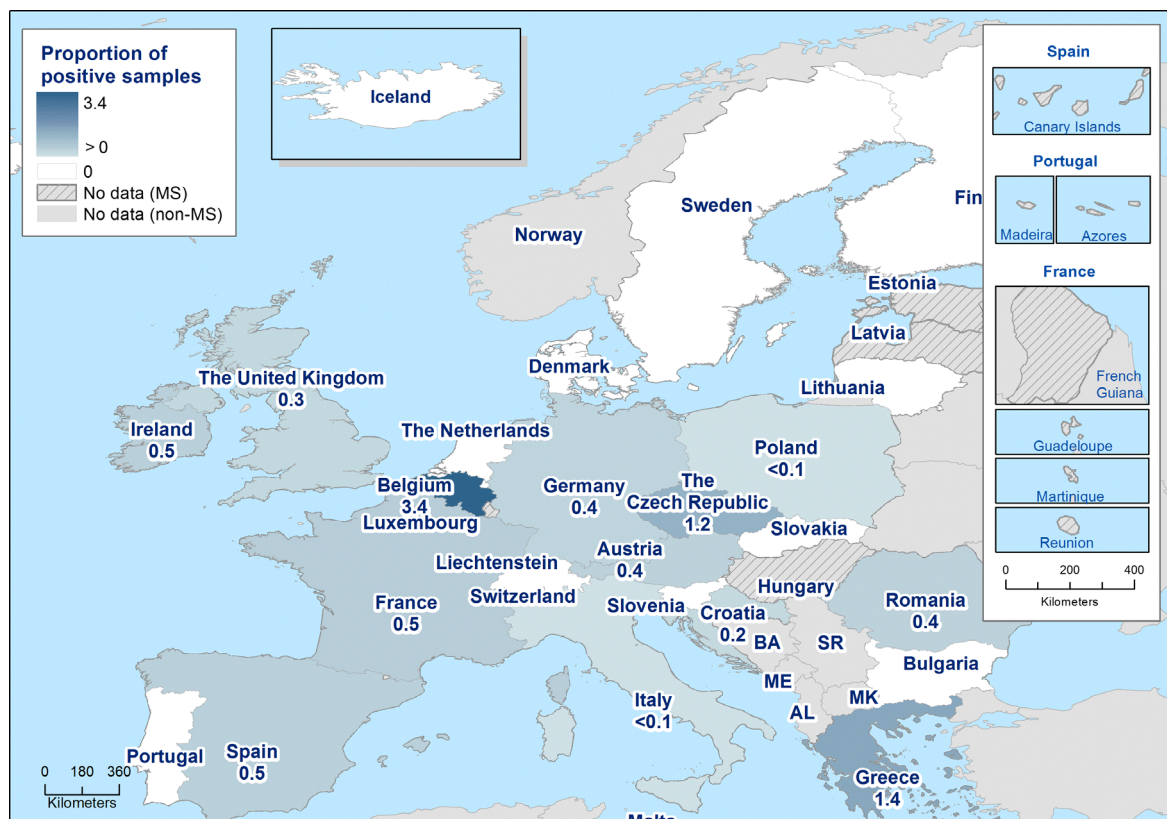 Proportion of
positive samples
3.4
> 0
0
No data (MS)
No data (non-MS)
Iceland
Spain
Canary Islands
Portugal
Madeira
Azores
France
French
Guiana
Guadeloupe
Martinique
Reunion
0 200 400
Kilometers
Norway
Sweden
Fin
Estonia
Latvia
Lithuania
Denmark
The United Kingdom
0.3
Ireland
0.5
The Netherlands
Belgium
3.4
Luxembourg
Germany
0.4
Poland
<0.1
The
Czech Republic
1.2
Slovakia
Austria
0.4
Liechtenstein
Switzerland
Hungary
France
0.5
Slovenia
Croatia
0.2
Romania
0.4
BA
SR
Bulgaria
ME
MK
AL
Italy
<0.1
Portugal
Spain
0.5
Greece
1.4
0 180 360
Kilometers
Malta